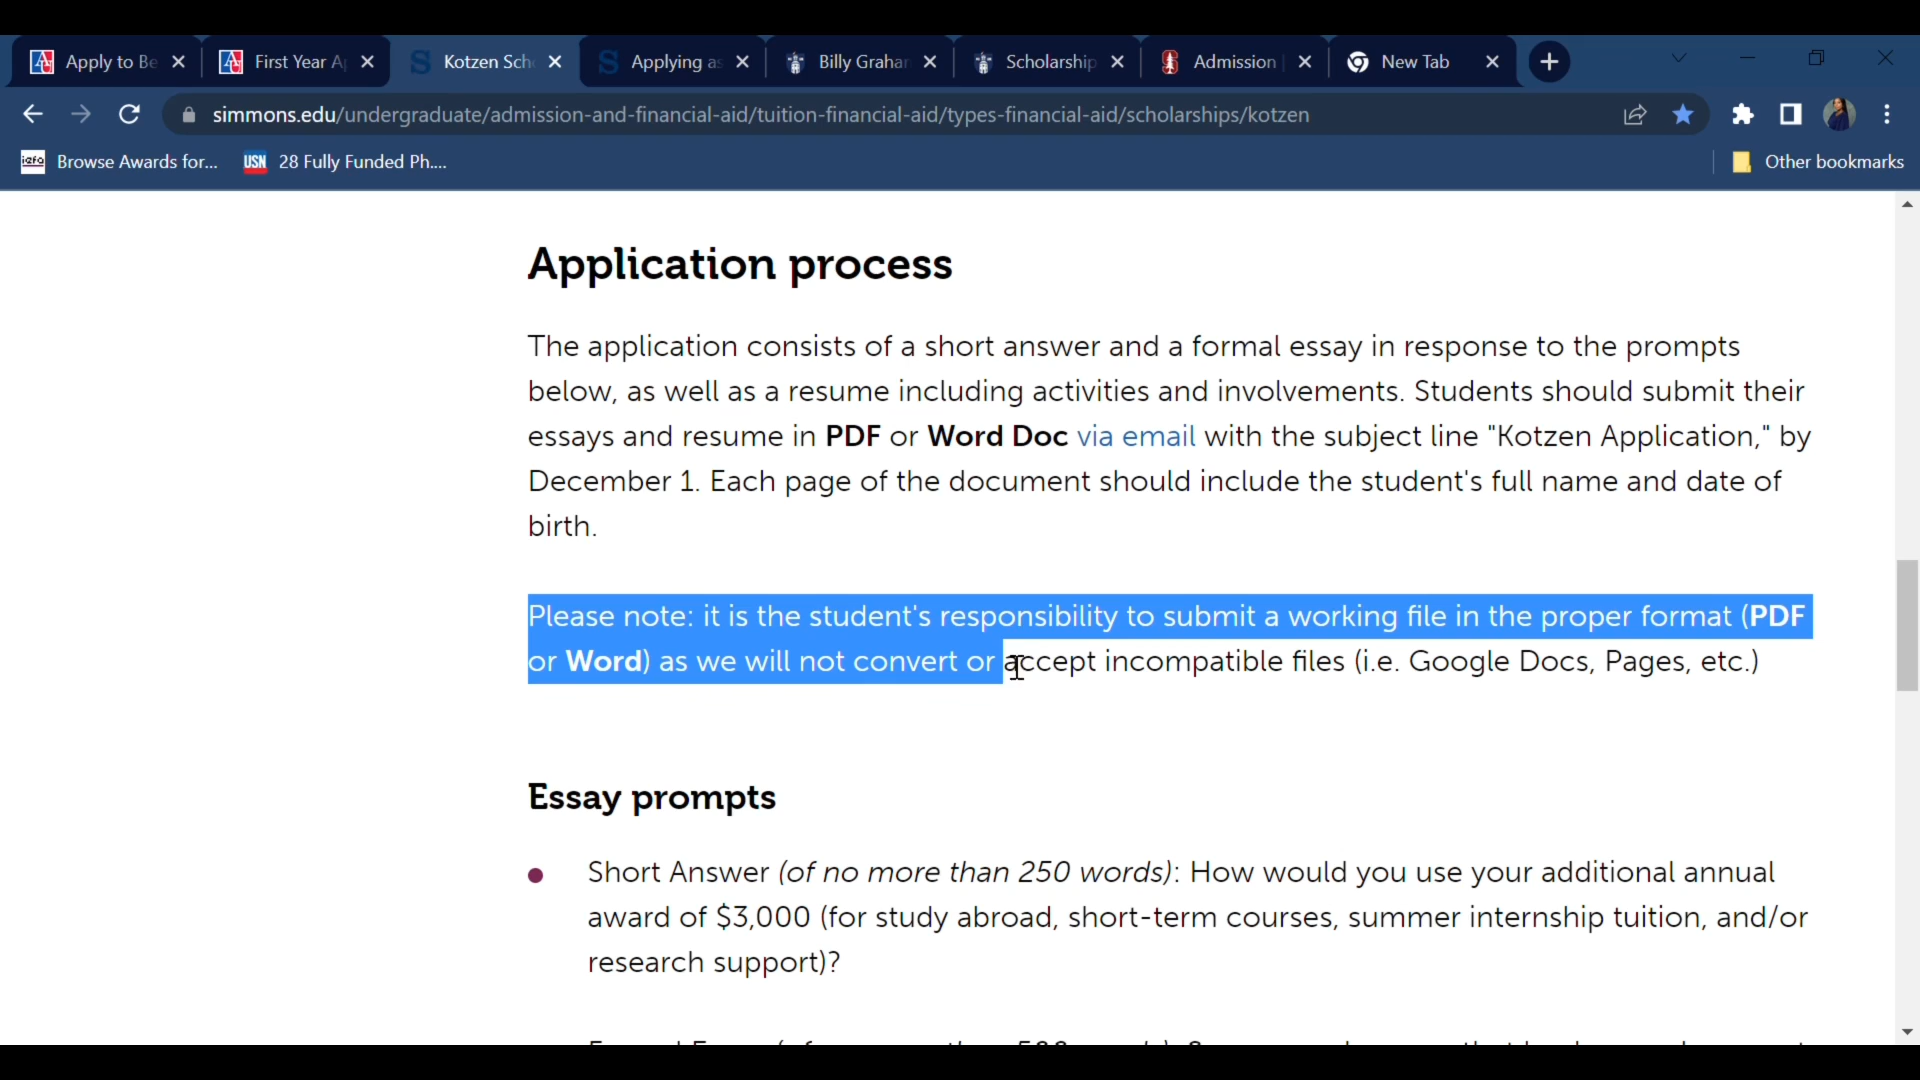 Apply to Be
First Year A
Kotzen Sch
Applying as
Billy Graha
Scholarship
Admission
New Tab
simmons.edu/undergraduate/admission-and-financial-aid/tuition-financial-aid/types-financial-aid/scholarships/kotzen
iefa Browse Awards for...
USN 28 Fully Funded Ph....
Other bookmarks
Application process
The application consists of a short answer and a formal essay in response to the prompts
below, as well as a resume including activities and involvements. Students should submit their
essays and resume in PDF or Word Doc via email with the subject line "Kotzen Application," by
December 1. Each page of the document should include the student's full name and date of
birth.
Please note: it is the student's responsibility to submit a working file in the proper format (PDF
or Word) as we will not convert or accept incompatible files (i.e. Google Docs, Pages, etc.)
Essay prompts
Short Answer (of no more than 250 words): How would you use your additional annual
award of $3,000 (for study abroad, short-term courses, summer internship tuition, and/or
research support)?